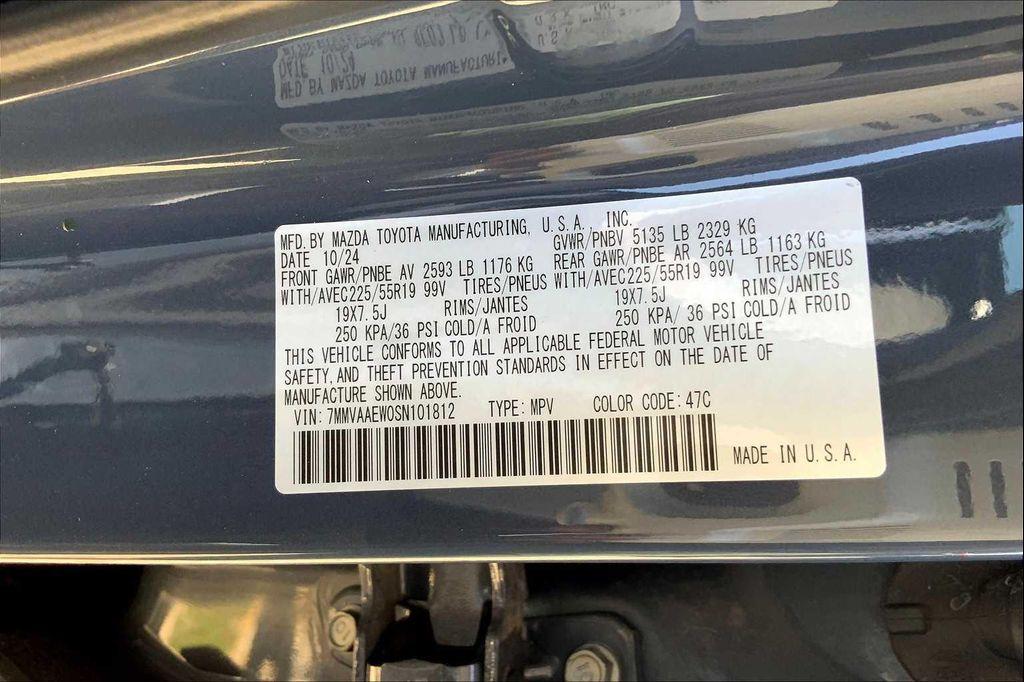 MFD. BY MAZDA TOYOTA MANUFACTURING, U.S.A. INC.
DATE 10/24 GVWR/PNBV 5135 LB 2329 KG
FRONT GAWR/PNBE AV 2593 LB 1176 KG REAR GAWR/PNBE AR 2564 LB 1163 KG
WITH/AVEC225/55R19 99V TIRES/PNEUS WITH/AVEC225/55R19 99V TIRES/PNEUS
19X7.5J RIMS/JANTES 19X7.5J RIMS/JANTES
250 KPA/36 PSI COLD/A FROID 250 KPA/ 36 PSI COLD/A FROID
THIS VEHICLE CONFORMS TO ALL APPLICABLE FEDERAL MOTOR VEHICLE
SAFETY, AND THEFT PREVENTION STANDARDS IN EFFECT ON THE DATE OF
MANUFACTURE SHOWN ABOVE.
VIN: 7MMVAAEW0SN101812 TYPE: MPV COLOR CODE: 47C
MADE IN U.S.A.